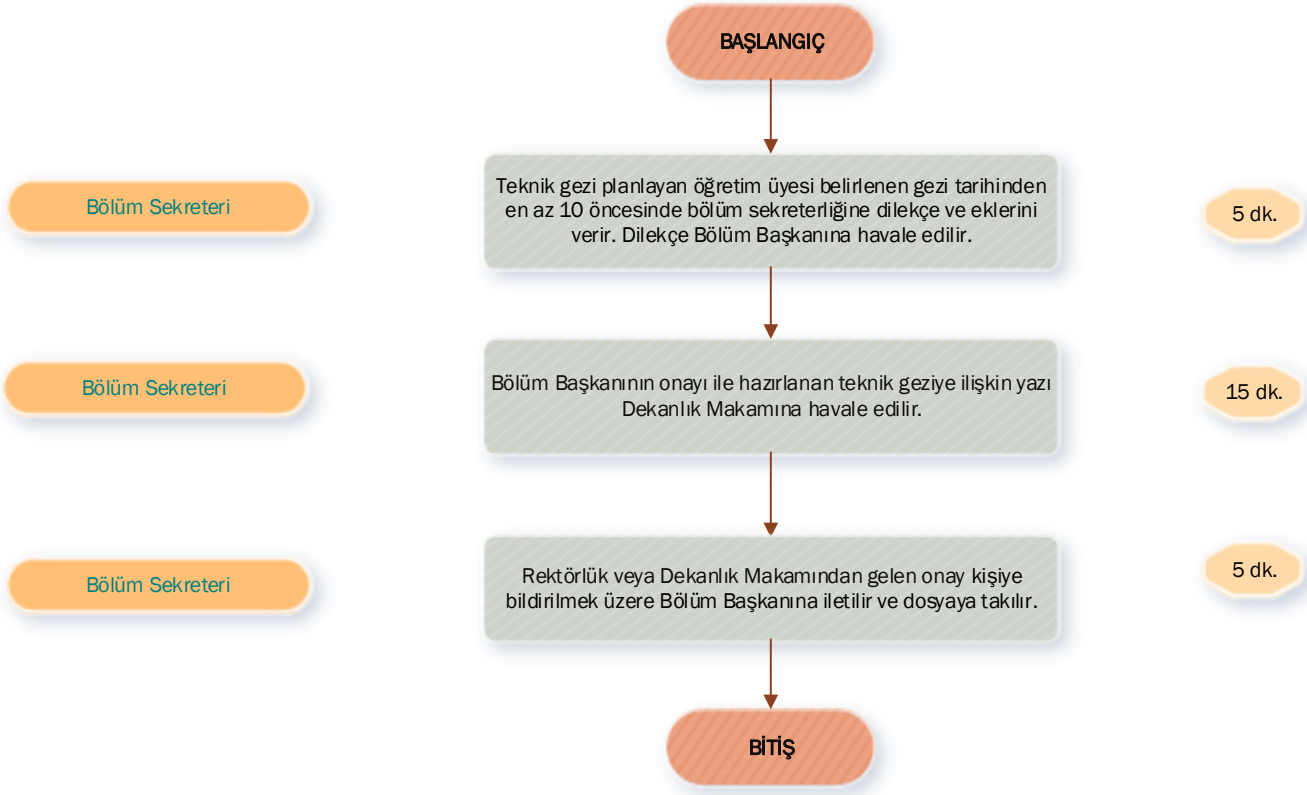 BAŞLANGIÇ
Bölüm Sekreteri
Teknik gezi planlayan öğretim üyesi belirlenen gezi tarihinden
en az 10 öncesinde bölüm sekreterliğine dilekçe ve eklerini
verir. Dilekçe Bölüm Başkanına havale edilir.
5 dk.
Bölüm Sekreteri
Bölüm Başkanının onayı ile hazırlanan teknik geziye ilişkin yazı
Dekanlık Makamına havale edilir.
15 dk.
Bölüm Sekreteri
Rektörlük veya Dekanlık Makamından gelen onay kişiye
bildirilmek üzere Bölüm Başkanına iletilir ve dosyaya takılır.
5 dk.
BİTİŞ